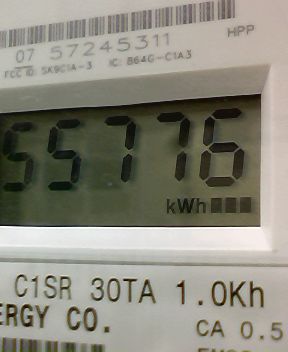 07 57245311
HPP
FCC ID: SK9C1A-3 IC: 864G-C1A3
55776
kWh
C1SR 30TA 1.0Kh
ERGY CO.
CA 0.5